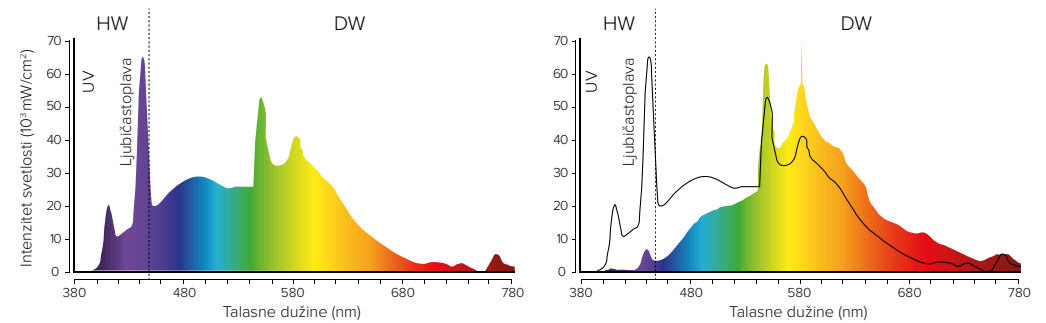 HW DW
Intenzitet svetlosti (10³ mW/cm²)
70
60
50
40
30
20
10
0
UV
Ljubičastoplava
380 480 580 680 780
Talasne dužine (nm)
HW DW
70
60
50
40
30
20
10
0
UV
Ljubičastoplava
380 480 580 680 780
Talasne dužine (nm)